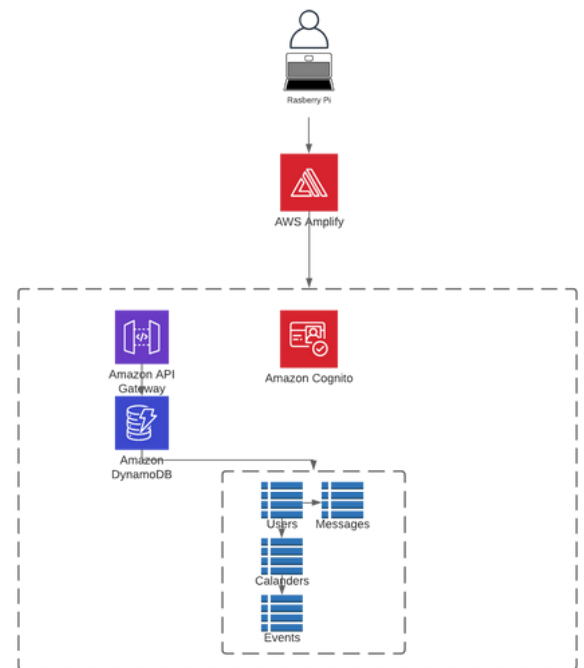 Rasberry Pi
AWS Amplify
Amazon API
Gateway
Amazon Cognito
Amazon
DynamoDB
Users
Messages
Calanders
Events